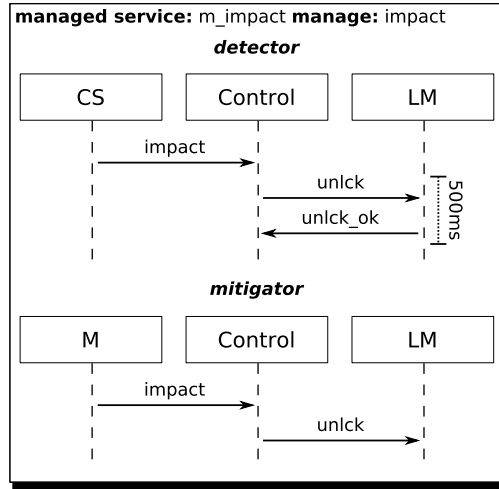 managed service: m_impact manage: impact
detector
CS Control LM
impact
unlck
unlck_ok
500ms
mitigator
M Control LM
impact
unlck